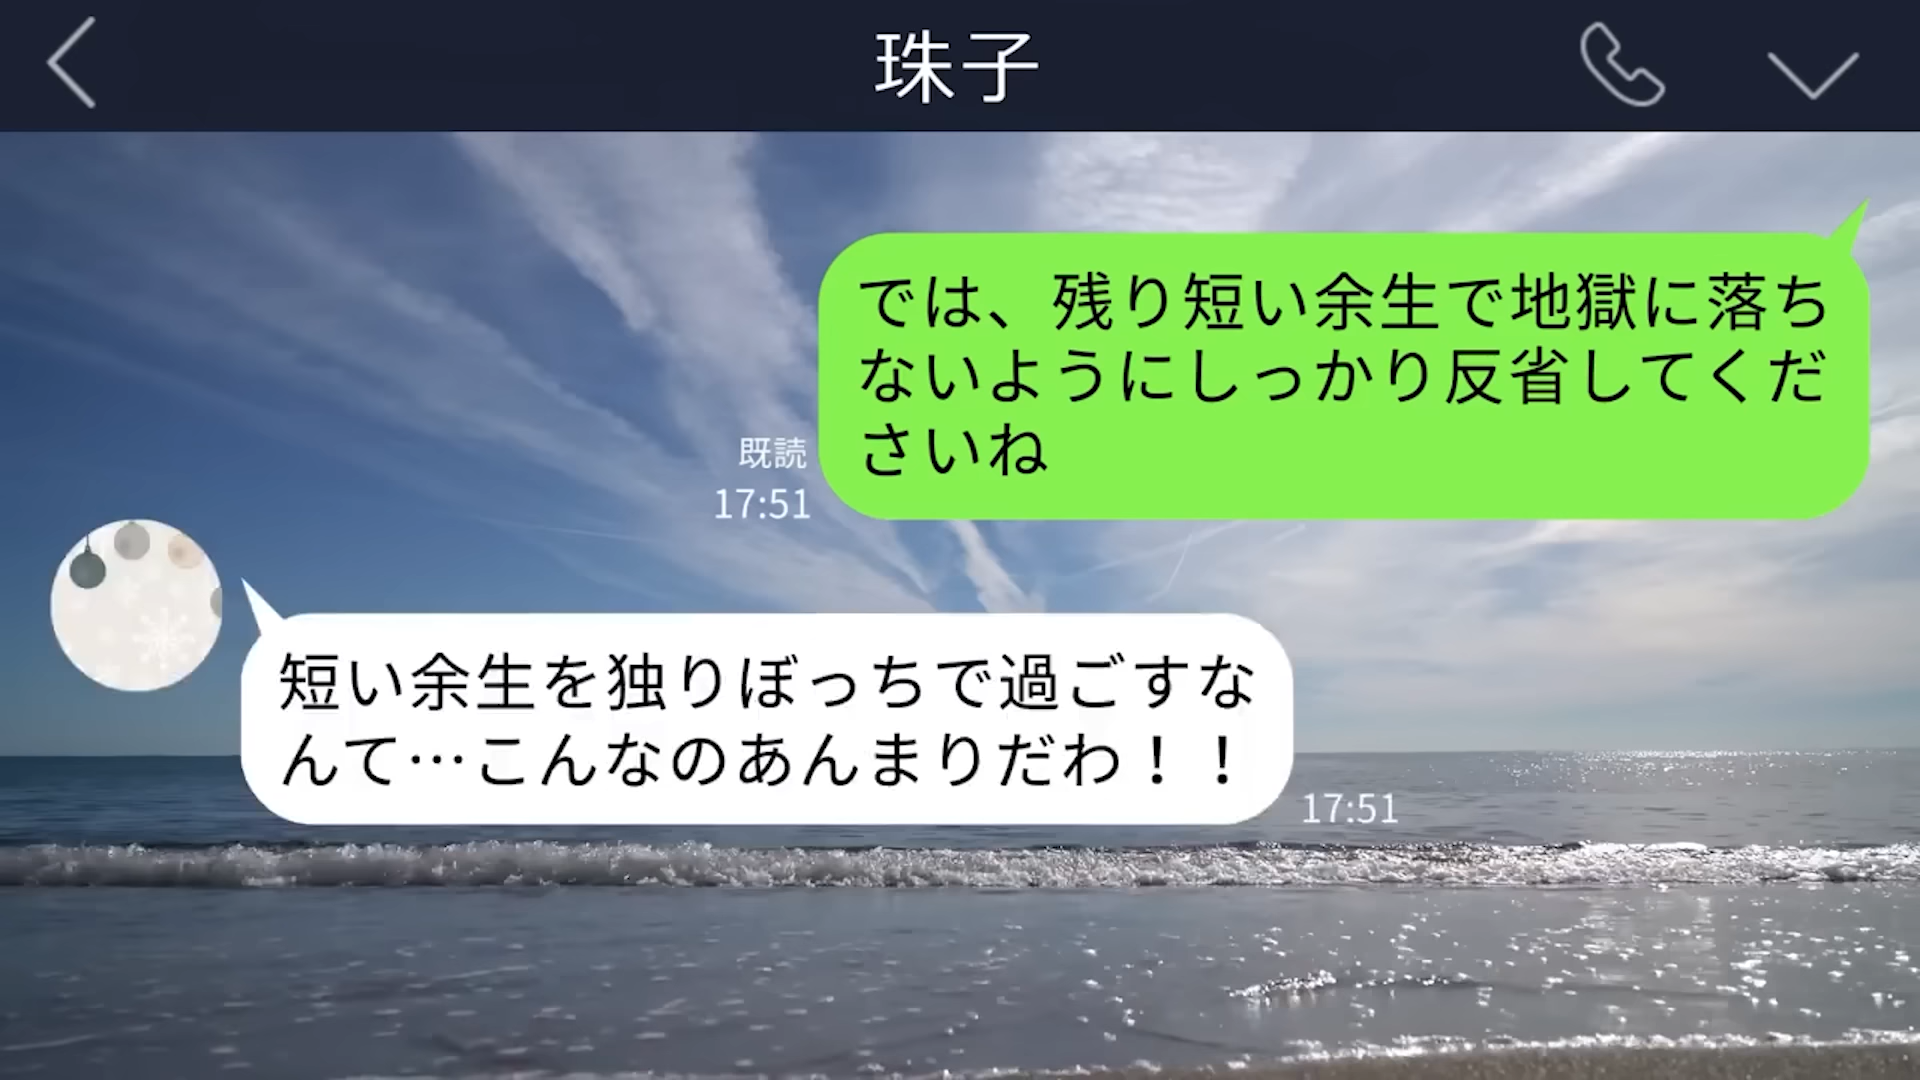 珠子
では、残り短い余生で地獄に落ち
ないようにしっかり反省してくだ
さいね
既読
17:51
短い余生を独りぼっちで過ごすな
んて…こんなのあんまりだわ！！
17:51